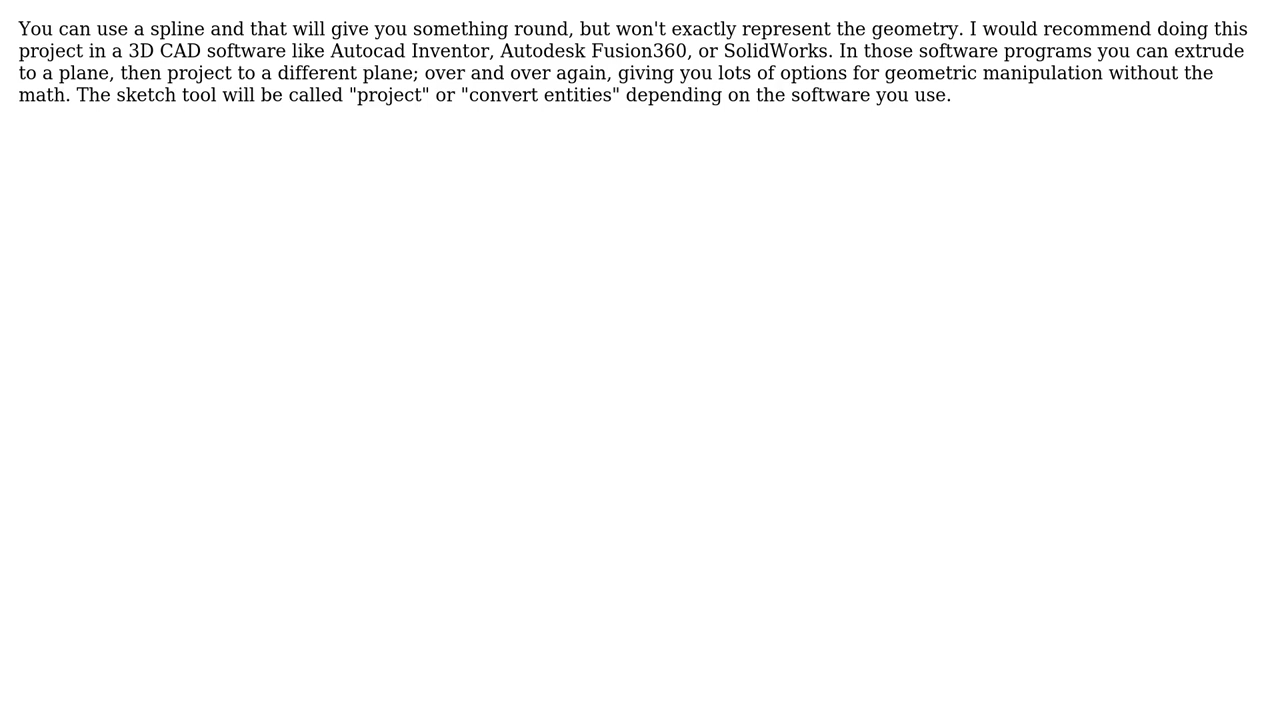 You can use a spline and that will give you something round, but won't exactly represent the geometry. I would recommend doing this
project in a 3D CAD software like Autocad Inventor, Autodesk Fusion360, or SolidWorks. In those software programs you can extrude
to a plane, then project to a different plane; over and over again, giving you lots of options for geometric manipulation without the
math. The sketch tool will be called "project" or "convert entities" depending on the software you use.